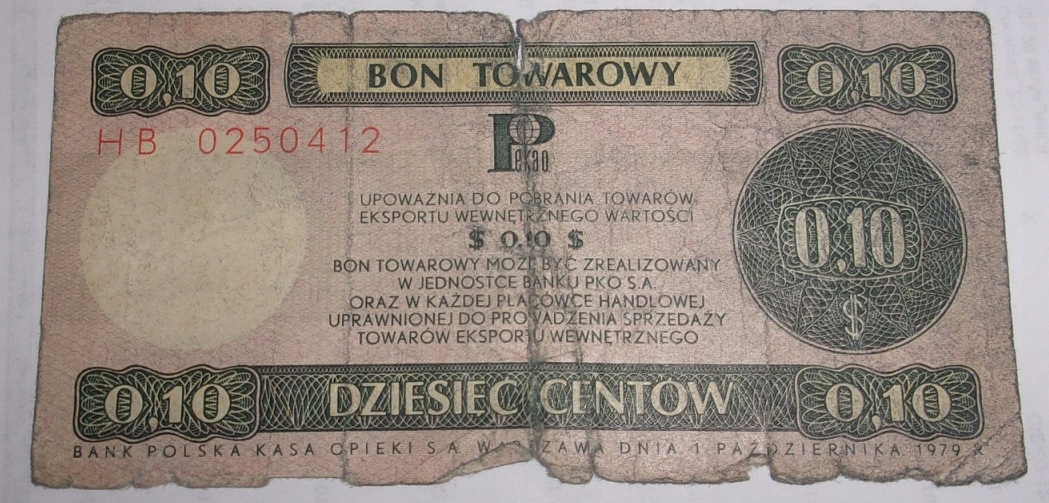 0,10 BON TOWAROWY 0,10
HB 0250412
Pekao
UPOWAŻNIA DO POBRANIA TOWARÓW
EKSPORTU WEWNĘTRZNEGO WARTOŚCI
$ 0,10 $
BON TOWAROWY MOŻE BYĆ ZREALIZOWANY
W JEDNOSTCE BANKU PKO S.A.
ORAZ W KAŻDEJ PLACÓWCE HANDLOWEJ
UPRAWNIONEJ DO PROWADZENIA SPRZEDAŻY
TOWARÓW EKSPORTU WEWNĘTRZNEGO
0,10
$
0,10 DZIESIĘĆ CENTÓW 0,10
BANK POLSKA KASA OPIEKI S.A. WARSZAWA DNIA 1 PAŹDZIERNIKA 1979 R